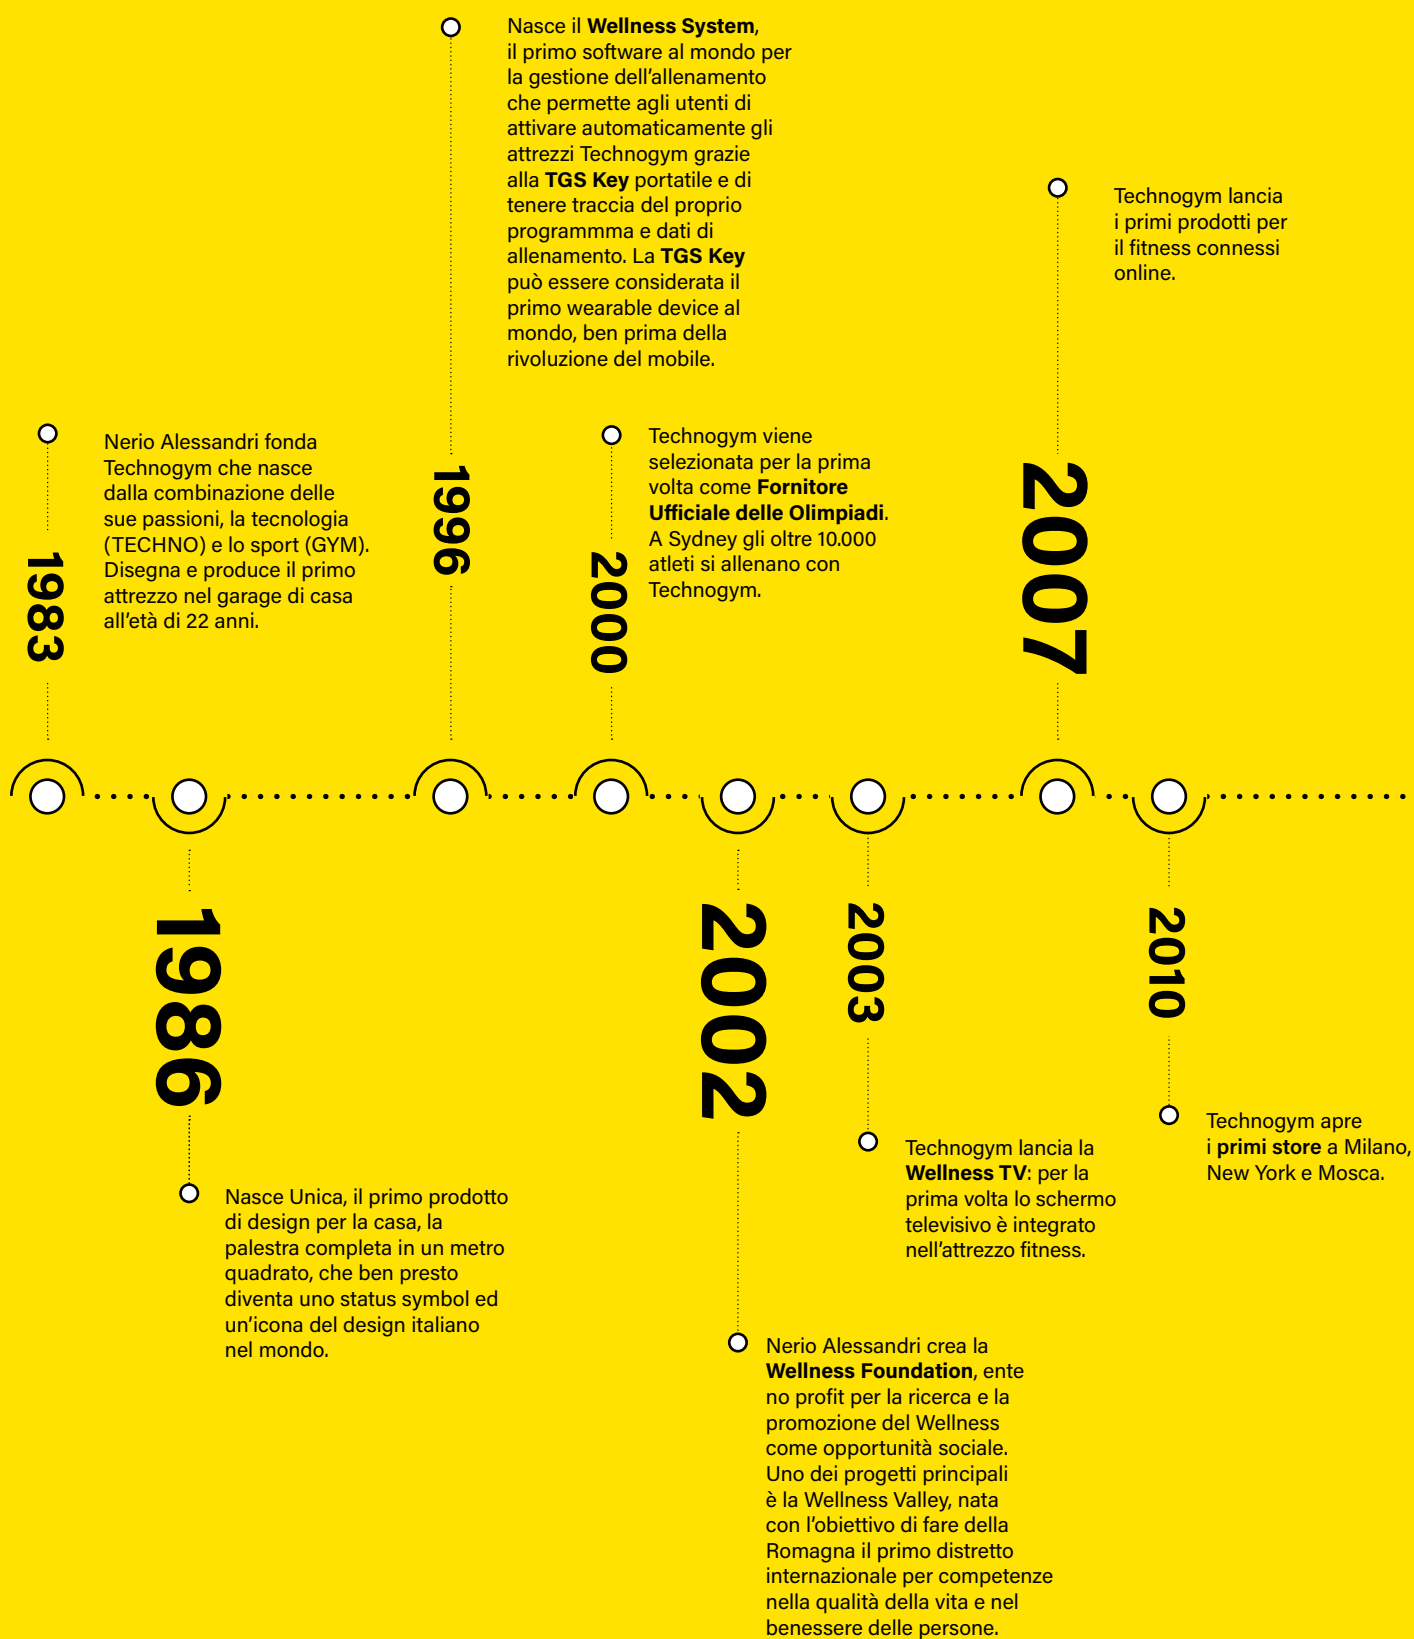 1983
Nerio Alessandri fonda
Technogym che nasce
dalla combinazione delle
sue passioni, la tecnologia
(TECHNO) e lo sport (GYM).
Disegna e produce il primo
attrezzo nel garage di casa
all'età di 22 anni.
1986
Nasce Unica, il primo prodotto
di design per la casa, la
palestra completa in un metro
quadrato, che ben presto
diventa uno status symbol ed
un'icona del design italiano
nel mondo.
1996
Nasce il Wellness System,
il primo software al mondo per
la gestione dell'allenamento
che permette agli utenti di
attivare automaticamente gli
attrezzi Technogym grazie
alla TGS Key portatile e di
tenere traccia del proprio
programmma e dati di
allenamento. La TGS Key
può essere considerata il
primo wearable device al
mondo, ben prima della
rivoluzione del mobile.
2000
Technogym viene
selezionata per la prima
volta come Fornitore
Ufficiale delle Olimpiadi.
A Sydney gli oltre 10.000
atleti si allenano con
Technogym.
2002
Nerio Alessandri crea la
Wellness Foundation, ente
no profit per la ricerca e la
promozione del Wellness
come opportunità sociale.
Uno dei progetti principali
è la Wellness Valley, nata
con l'obiettivo di fare della
Romagna il primo distretto
internazionale per competenze
nella qualità della vita e nel
benessere delle persone.
2003
Technogym lancia la
Wellness TV: per la
prima volta lo schermo
televisivo è integrato
nell'attrezzo fitness.
2007
Technogym lancia
i primi prodotti per
il fitness connessi
online.
2010
Technogym apre
i primi store a Milano,
New York e Mosca.